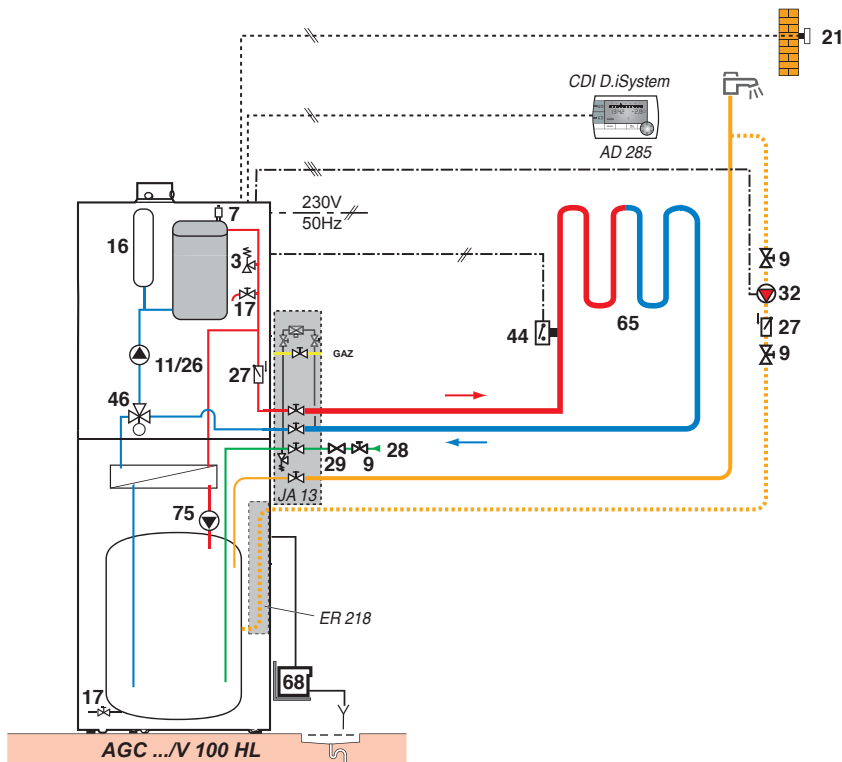 21
CDI D.iSystem
AD 285
7
230V
50Hz
16
3
9
17
32
65
44
27
11/26
27
GAZ
9
46
29
9
28
JA 13
75
ER 218
68
17
AGC .../V 100 HL